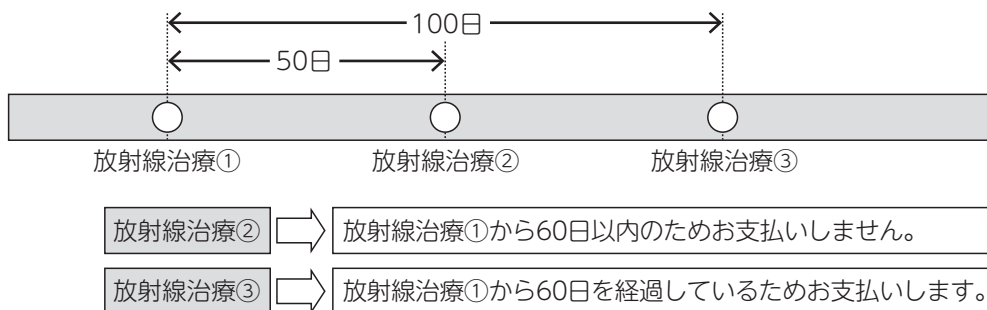 100日
50日
放射線治療①
放射線治療②
放射線治療③
放射線治療② 放射線治療①から60日以内のためお支払いしません。
放射線治療③ 放射線治療①から60日を経過しているためお支払いします。